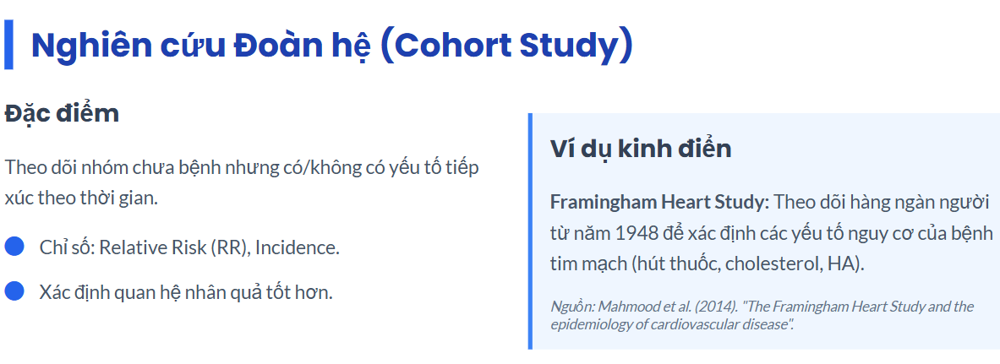 Nghiên cứu Đoàn hệ (Cohort Study)
Đặc điểm
Theo dõi nhóm chưa bệnh nhưng có/không có yếu tố tiếp
xúc theo thời gian.
Chỉ số: Relative Risk (RR), Incidence.
Xác định quan hệ nhân quả tốt hơn.
Ví dụ kinh điển
Framingham Heart Study: Theo dõi hàng ngàn người
từ năm 1948 để xác định các yếu tố nguy cơ của bệnh
tim mạch (hút thuốc, cholesterol, HA).
Nguồn: Mahmood et al. (2014). "The Framingham Heart Study and the
epidemiology of cardiovascular disease".